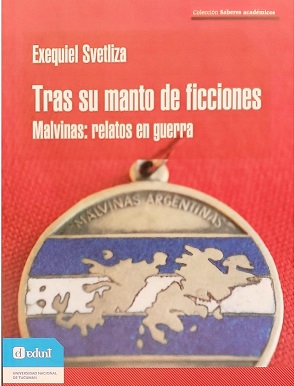 Colección Saberes académicos
Exequiel Svetliza
Tras su manto de ficciones
Malvinas: relatos en guerra
MALVINAS ARGENTINAS
edunt
UNIVERSIDAD NACIONAL
DE TUCUMÁN